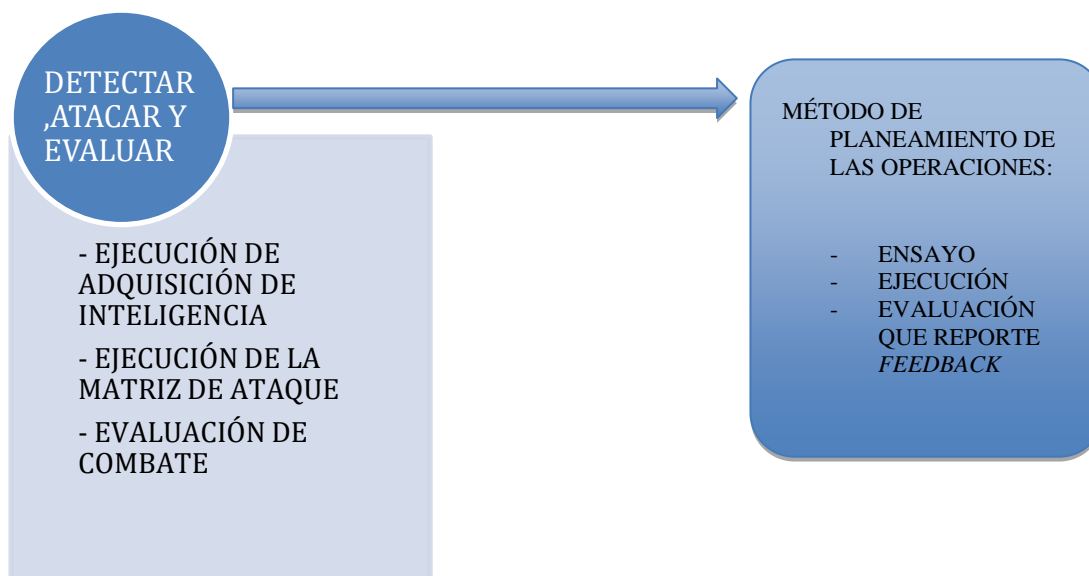 DETECTAR
,ATACAR Y
EVALUAR
- EJECUCIÓN DE
ADQUISICIÓN DE
INTELIGENCIA
- EJECUCIÓN DE LA
MATRIZ DE ATAQUE
- EVALUACIÓN DE
COMBATE
MÉTODO DE
PLANEAMIENTO DE
LAS OPERACIONES:
- ENSAYO
- EJECUCIÓN
- EVALUACIÓN
QUE REPORTE
FEEDBACK